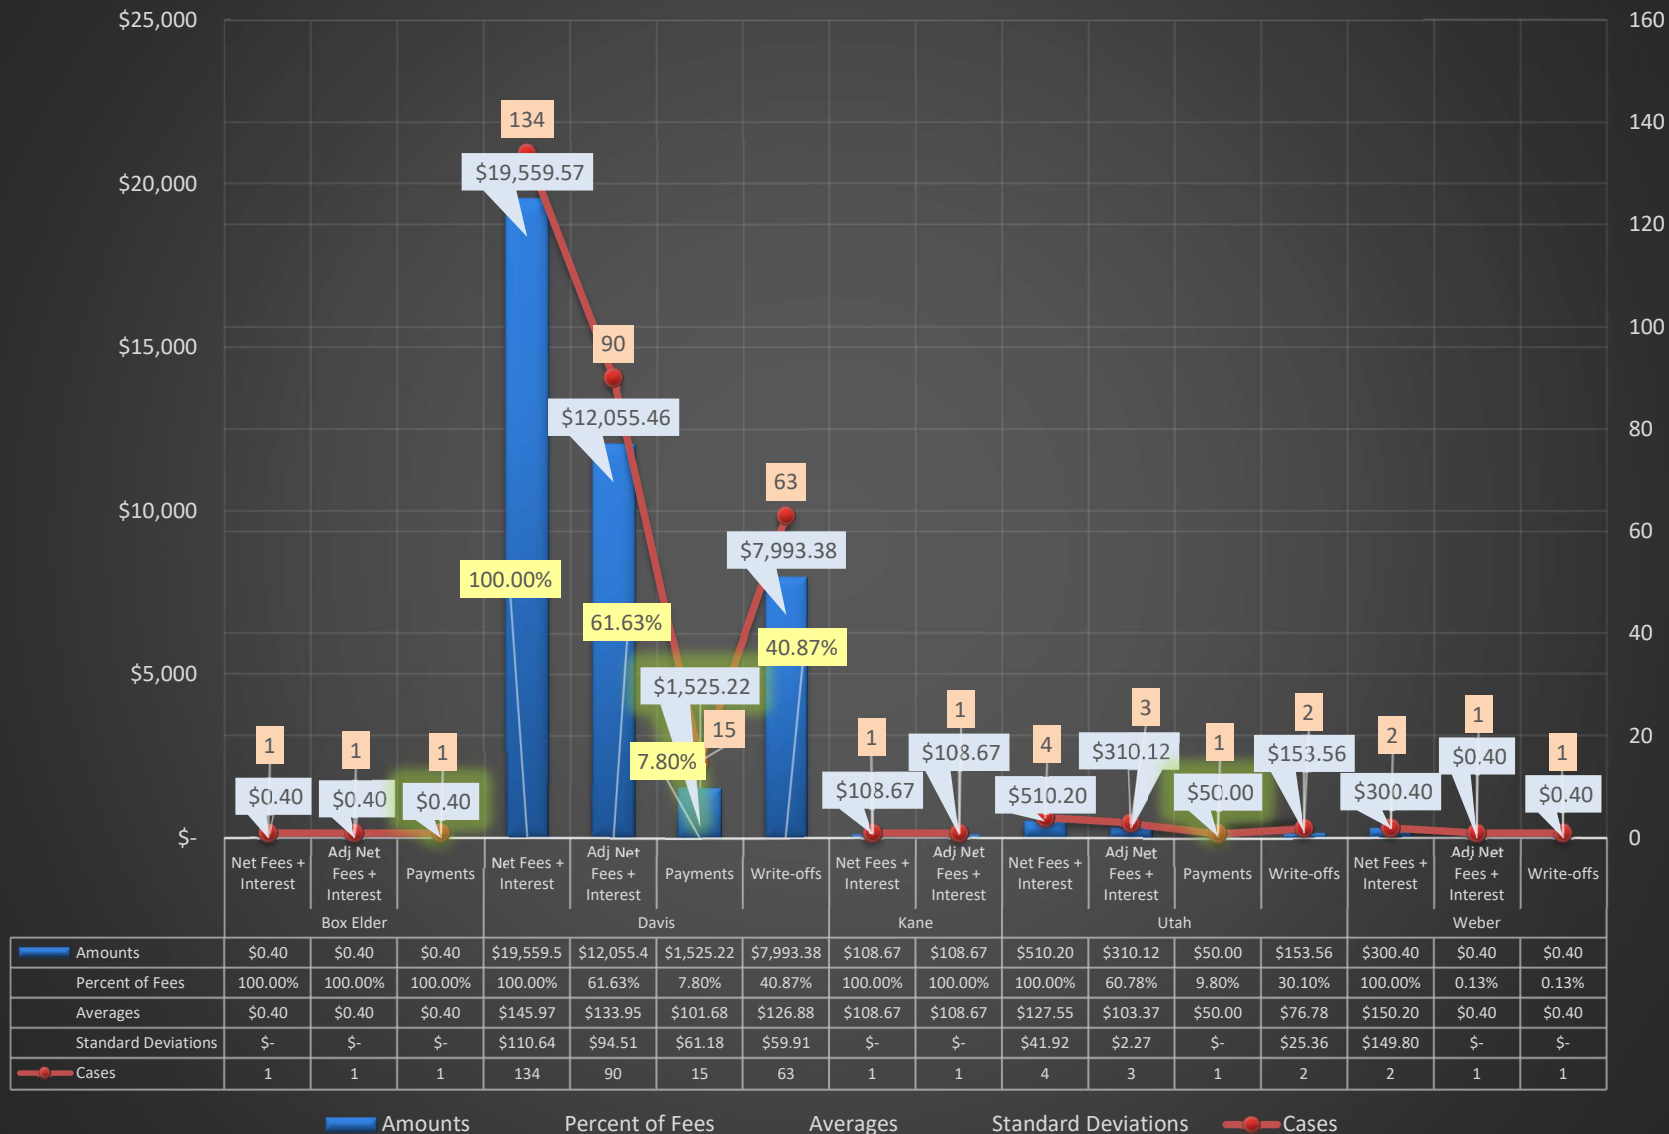 $25,000
$20,000
$15,000
$10,000
$5,000
$-
160
140
120
100
80
60
40
20
0
134
$19,559.57
90
$12,055.46
63
$7,993.38
100.00%
61.63%
40.87%
$1,525.22
15
7.80%
1
$0.40
1
$0.40
1
$0.40
1
$108.67
1
$108.67
4
$510.20
3
$310.12
1
$50.00
2
$153.56
2
$300.40
1
$0.40
1
$0.40
Net Fees + Interest
Adj Net Fees + Interest
Payments
Net Fees + Interest
Adj Net Fees + Interest
Payments
Write-offs
Net Fees + Interest
Adj Net Fees + Interest
Net Fees + Interest
Adj Net Fees + Interest
Payments
Write-offs
Net Fees + Interest
Adj Net Fees + Interest
Write-offs
Box Elder Davis Kane Utah Weber
Amounts $0.40 $0.40 $0.40 $19,559.5 $12,055.4 $1,525.22 $7,993.38 $108.67 $108.67 $510.20 $310.12 $50.00 $153.56 $300.40 $0.40 $0.40
Percent of Fees 100.00% 100.00% 100.00% 100.00% 61.63% 7.80% 40.87% 100.00% 100.00% 100.00% 60.78% 9.80% 30.10% 100.00% 0.13% 0.13%
Averages $0.40 $0.40 $0.40 $145.97 $133.95 $101.68 $126.88 $108.67 $108.67 $127.55 $103.37 $50.00 $76.78 $150.20 $0.40 $0.40
Standard Deviations $- $- $- $110.64 $94.51 $61.18 $59.91 $- $- $41.92 $2.27 $- $25.36 $149.80 $- $-
Cases 1 1 1 134 90 15 63 1 1 4 3 1 2 2 1 1
Amounts Percent of Fees Averages Standard Deviations Cases